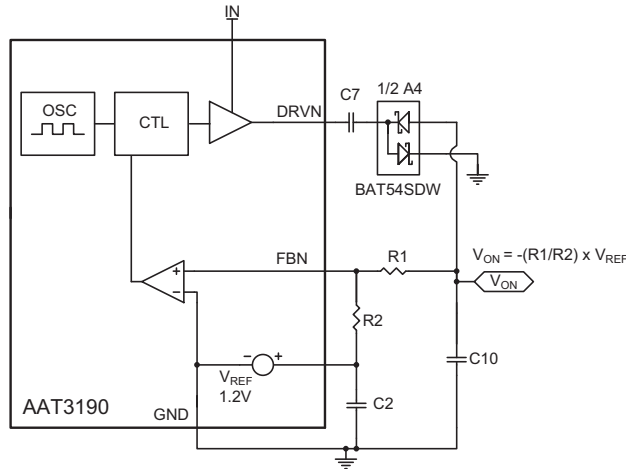 IN
OSC
CTL
DRVN
C7
1/2 A4
BAT54SDW
FBN
R1
V_ON = -(R1/R2) x V_REF
V_ON
+
−
R2
− +
V_REF
1.2V
C10
C2
AAT3190
GND